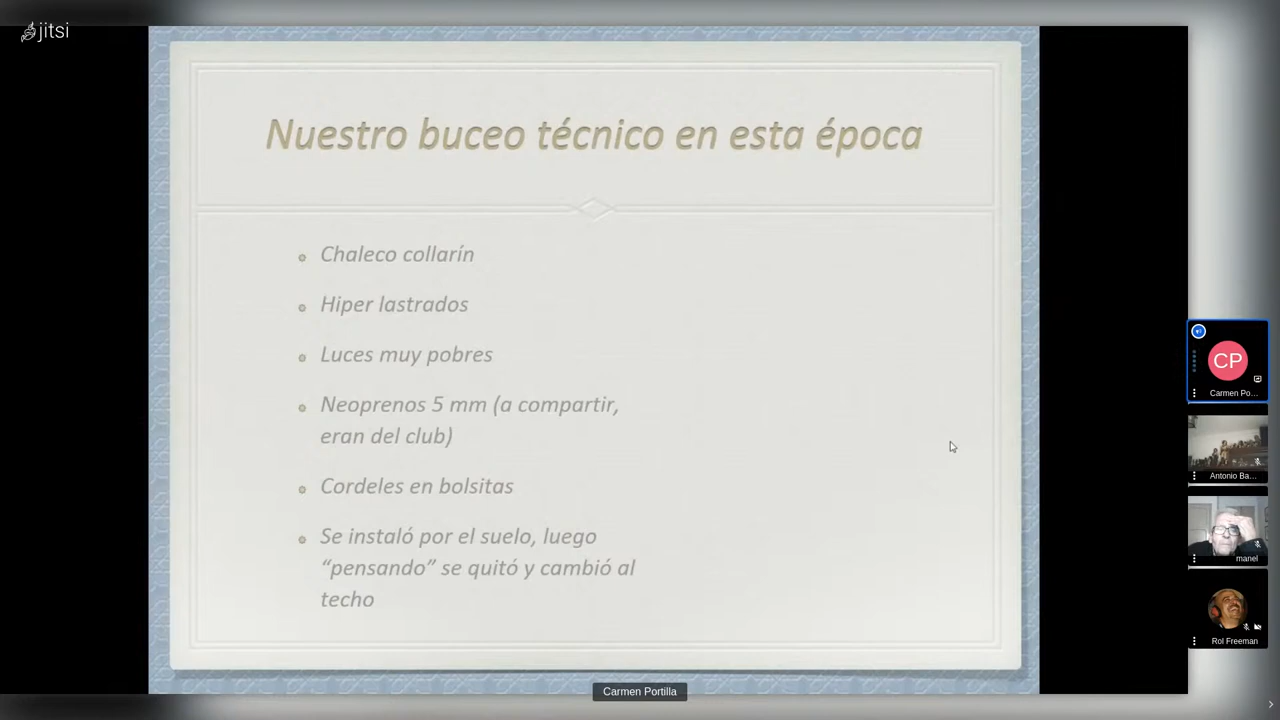 jitsi
Nuestro buceo técnico en esta época
Chaleco collarín
Hiper lastrados
Luces muy pobres
Neoprenos 5 mm (a compartir,
eran del club)
Cordeles en bolsitas
Se instaló por el suelo, luego
“pensando” se quitó y cambió al
techo
CP
Carmen Po...
Antonio Ba...
manel
Rol Freeman
Carmen Portilla